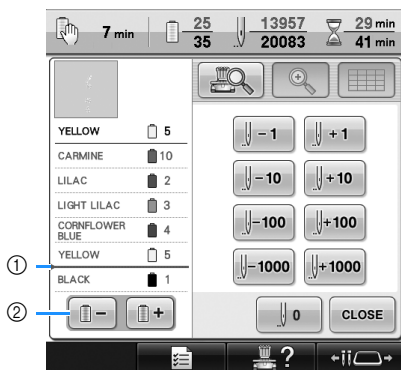 7 min 25 13957 29 min
35 20083 41 min
YELLOW 5
CARMINE 10
LILAC 2
LIGHT LILAC 3
CORNFLOWER
BLUE 4
YELLOW 5
BLACK 1
−1 +1
−10 +10
−100 +100
−1000 +1000
− + 0 CLOSE
?
①
②